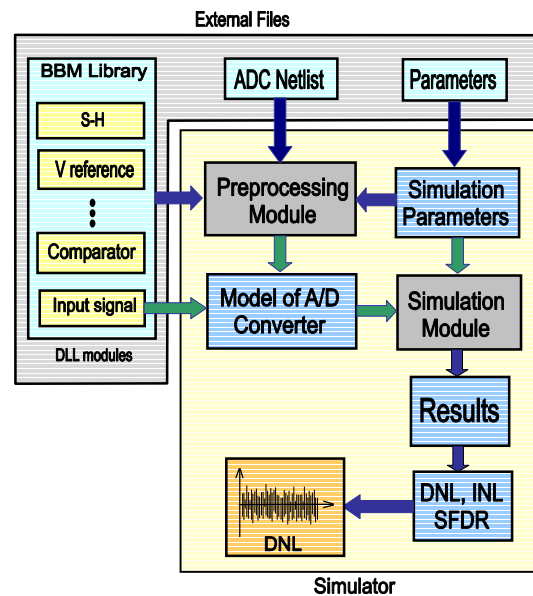 External Files
BBM Library
S-H
V reference
Comparator
Input signal
DLL modules
ADC Netlist
Parameters
Preprocessing
Module
Simulation
Parameters
Model of A/D
Converter
Simulation
Module
Results
DNL, INL
SFDR
DNL
Simulator